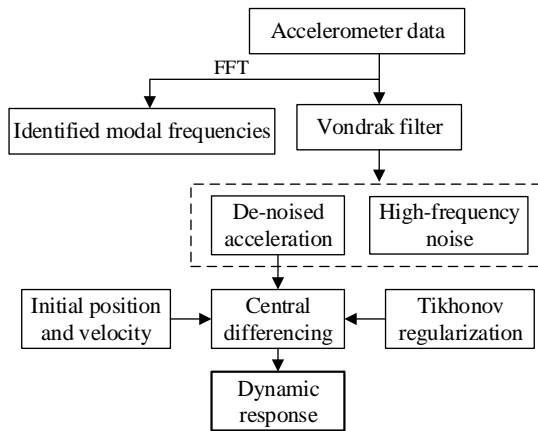 Accelerometer data
FFT
Identified modal frequencies
Vondrak filter
De-noised
acceleration
High-frequency
noise
Initial position
and velocity
Central
differencing
Tikhonov
regularization
Dynamic
response